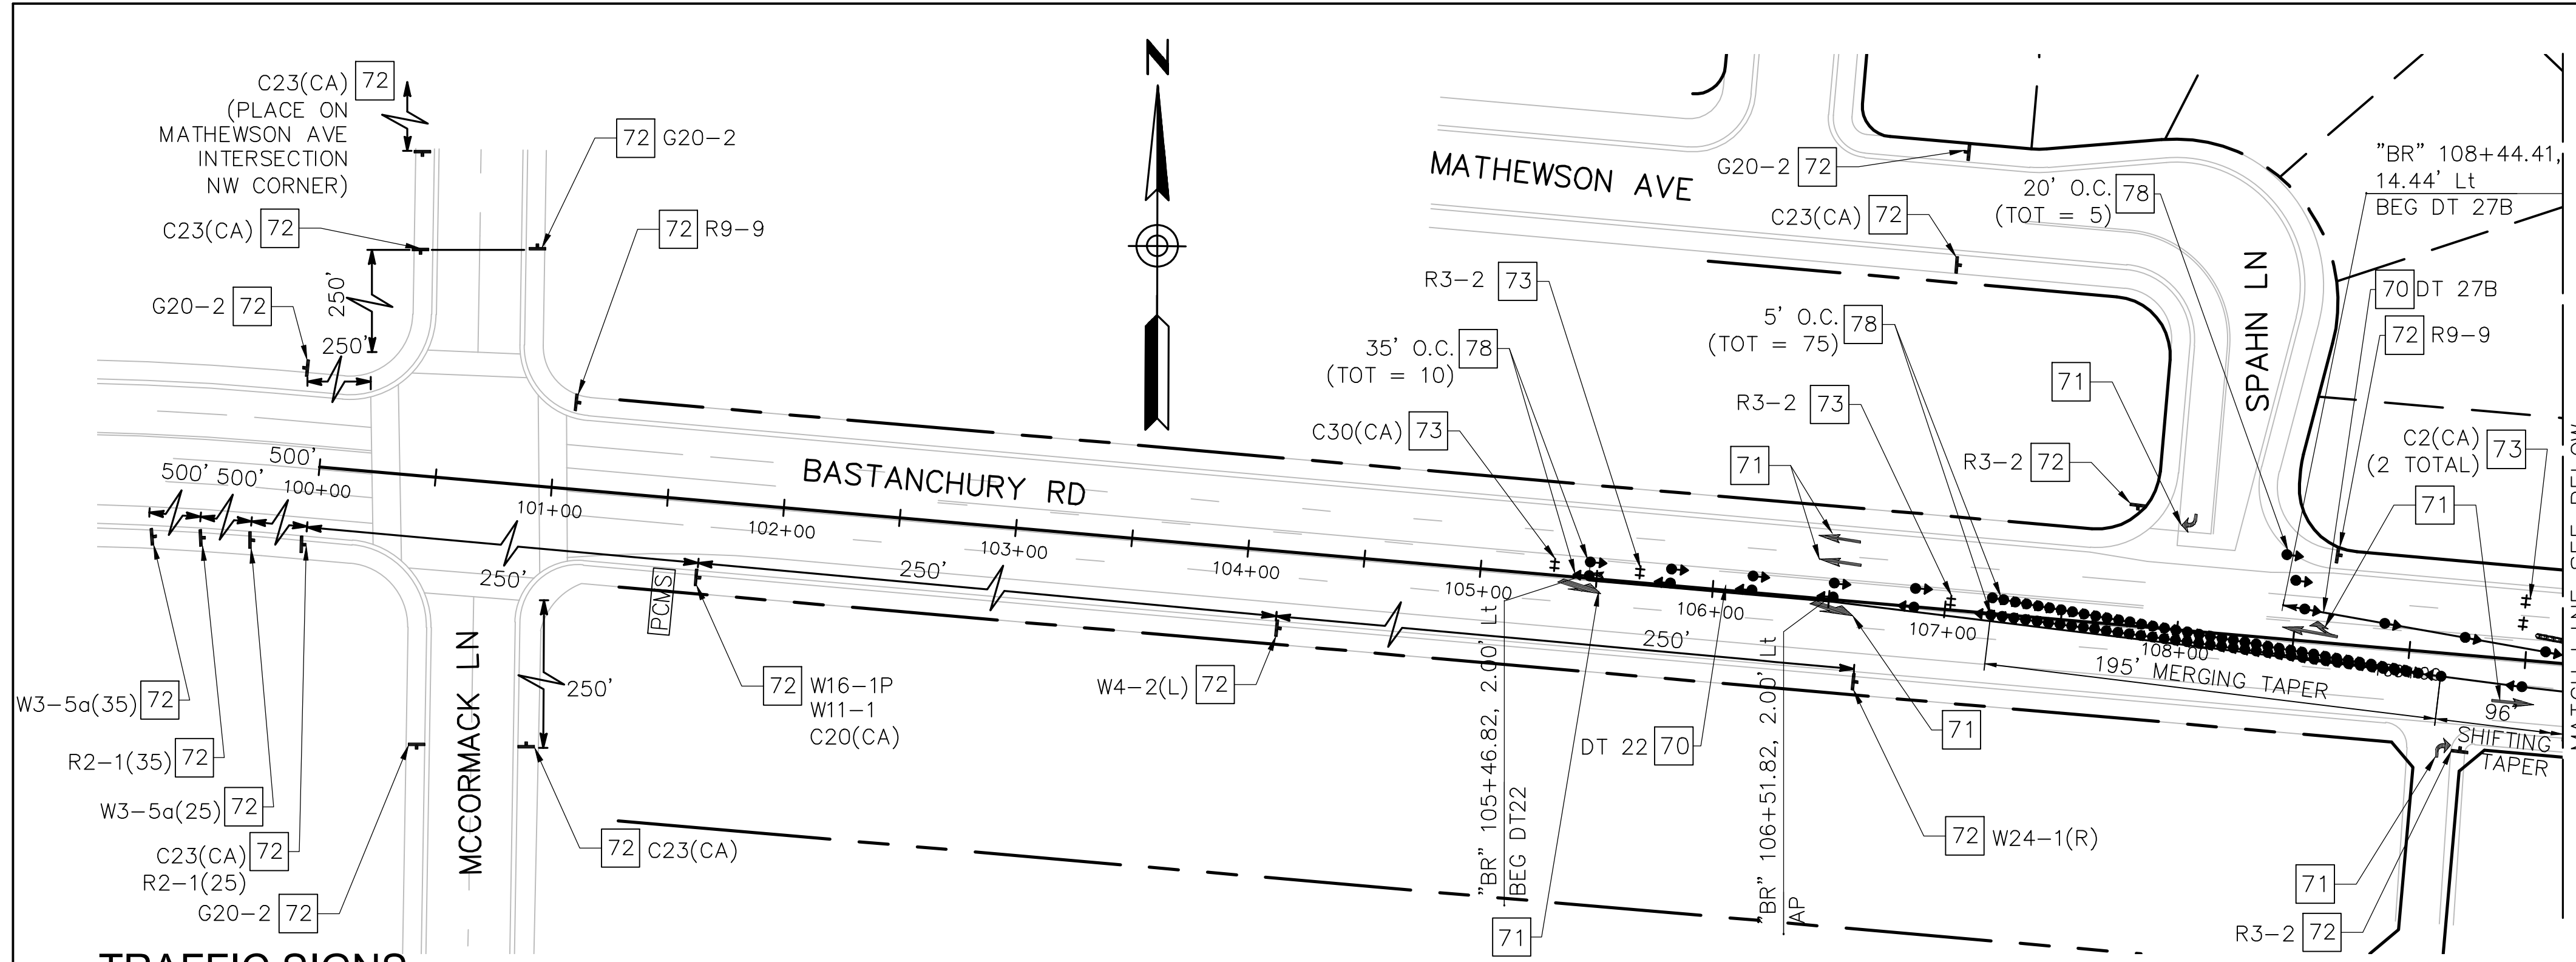 C23(CA) 72
(PLACE ON
MATHEWSON AVE
INTERSECTION
NW CORNER)
C23(CA) 72
G20-2 72
250'
250'
72 G20-2
72 R9-9
N
MATHEWSON AVE
G20-2 72
C23(CA) 72
20' O.C. 78
(TOT = 5)
"BR" 108+44.41,
14.44' Lt
BEG DT 27B
70 DT 27B
72 R9-9
SPAHN LN
R3-2 73
35' O.C. 78
(TOT = 10)
C30(CA) 73
5' O.C. 78
(TOT = 75)
R3-2 73
71
71
R3-2 72
C2(CA) 73
(2 TOTAL)
71
500'
500' 500'
100+00
101+00
102+00
103+00
104+00
105+00
106+00
107+00
108+00
BASTANCHURY RD
250'
250'
250'
250'
PCMS
195' MERGING TAPER
96'
SHIFTING
TAPER
MATCH LINE SEE BELOW
W3-5a(35) 72
R2-1(35) 72
W3-5a(25) 72
C23(CA) 72
R2-1(25)
G20-2 72
MCCORMACK LN
72 C23(CA)
72 W16-1P
W11-1
C20(CA)
W4-2(L) 72
"BR" 105+46.82, 2.00' Lt
BEG DT22
71
DT 22 70
"BR" 106+51.82, 2.00' Lt
AP
71
72 W24-1(R)
71
R3-2 72
TRAFFIC SIGNS